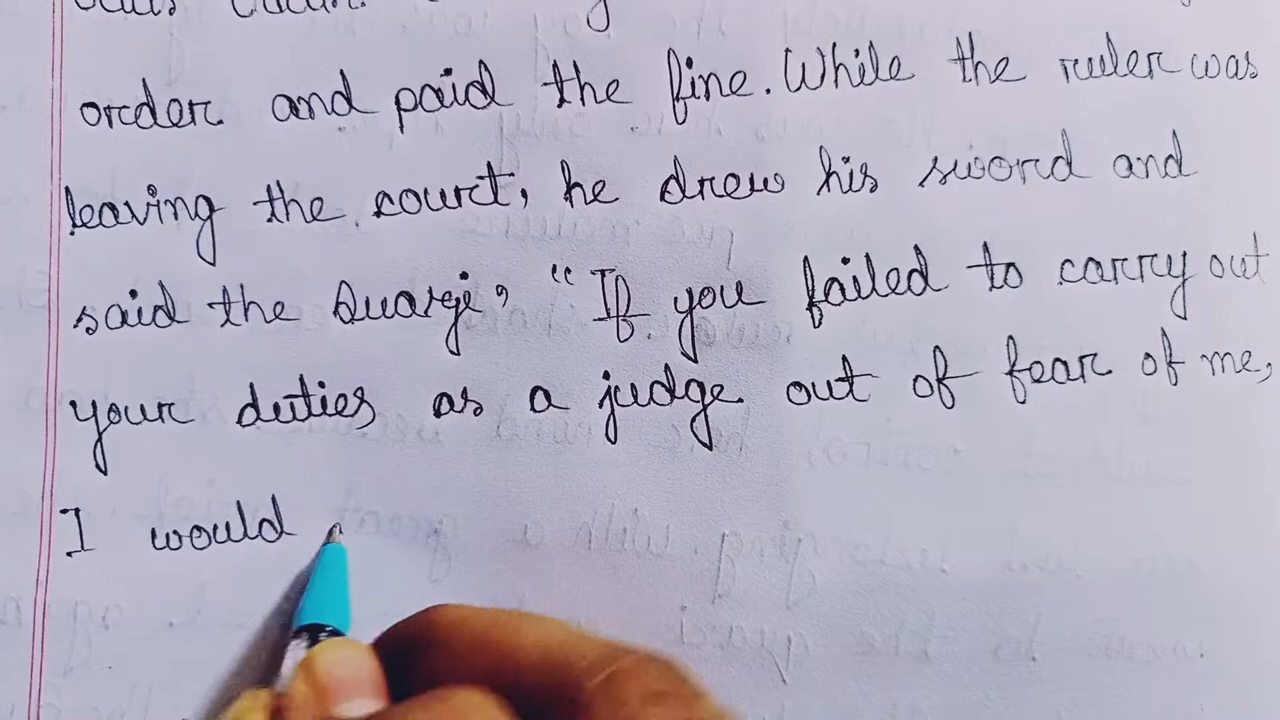 order and paid the fine. While the ruler was
leaving the court, he drew his sword and
said the Quazi, "If you failed to carry out
your duties as a judge out of fear of me,
I would